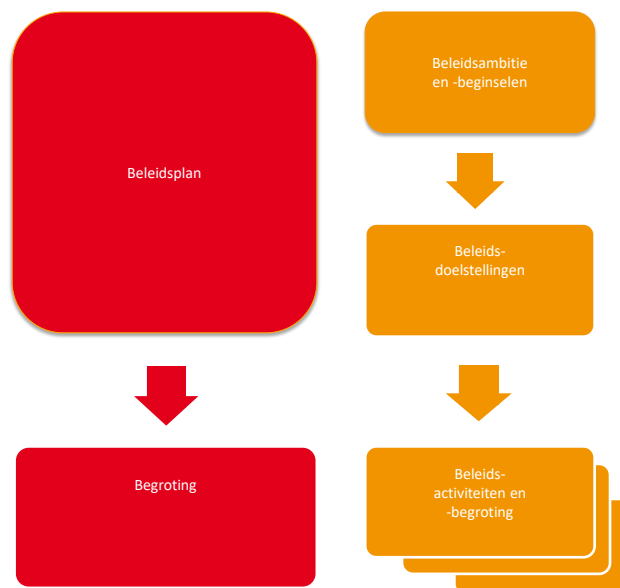 Beleidsplan
Begroting
Beleidsambitie
en -beginselen
Beleids-
doelstellingen
Beleids-
activiteiten en
-begroting